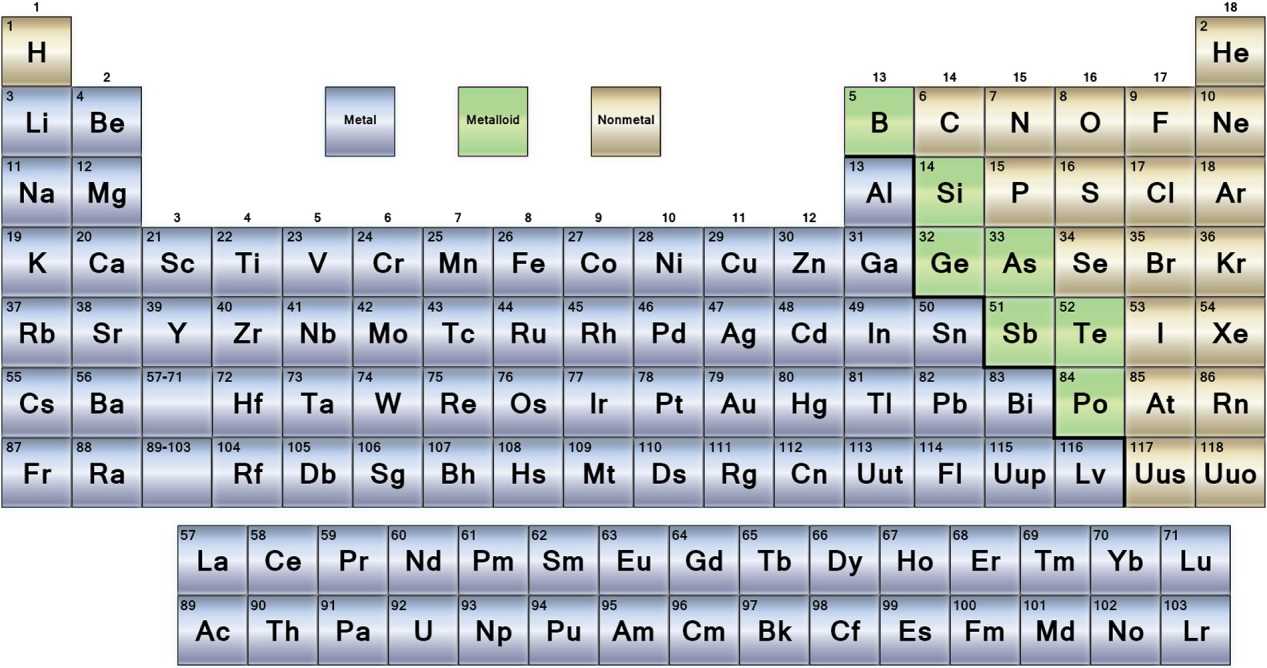 1 18
1 H 2 He
2 13 14 15 16 17
3 Li 4 Be Metal Metalloid Nonmetal 5 B 6 C 7 N 8 O 9 F 10 Ne
11 Na 12 Mg 13 Al 14 Si 15 P 16 S 17 Cl 18 Ar
3 4 5 6 7 8 9 10 11 12
19 K 20 Ca 21 Sc 22 Ti 23 V 24 Cr 25 Mn 26 Fe 27 Co 28 Ni 29 Cu 30 Zn 31 Ga 32 Ge 33 As 34 Se 35 Br 36 Kr
37 Rb 38 Sr 39 Y 40 Zr 41 Nb 42 Mo 43 Tc 44 Ru 45 Rh 46 Pd 47 Ag 48 Cd 49 In 50 Sn 51 Sb 52 Te 53 I 54 Xe
55 Cs 56 Ba 57-71 72 Hf 73 Ta 74 W 75 Re 76 Os 77 Ir 78 Pt 79 Au 80 Hg 81 Tl 82 Pb 83 Bi 84 Po 85 At 86 Rn
87 Fr 88 Ra 89-103 104 Rf 105 Db 106 Sg 107 Bh 108 Hs 109 Mt 110 Ds 111 Rg 112 Cn 113 Uut 114 Fl 115 Uup 116 Lv 117 Uus 118 Uuo
57 La 58 Ce 59 Pr 60 Nd 61 Pm 62 Sm 63 Eu 64 Gd 65 Tb 66 Dy 67 Ho 68 Er 69 Tm 70 Yb 71 Lu
89 Ac 90 Th 91 Pa 92 U 93 Np 94 Pu 95 Am 96 Cm 97 Bk 98 Cf 99 Es 100 Fm 101 Md 102 No 103 Lr